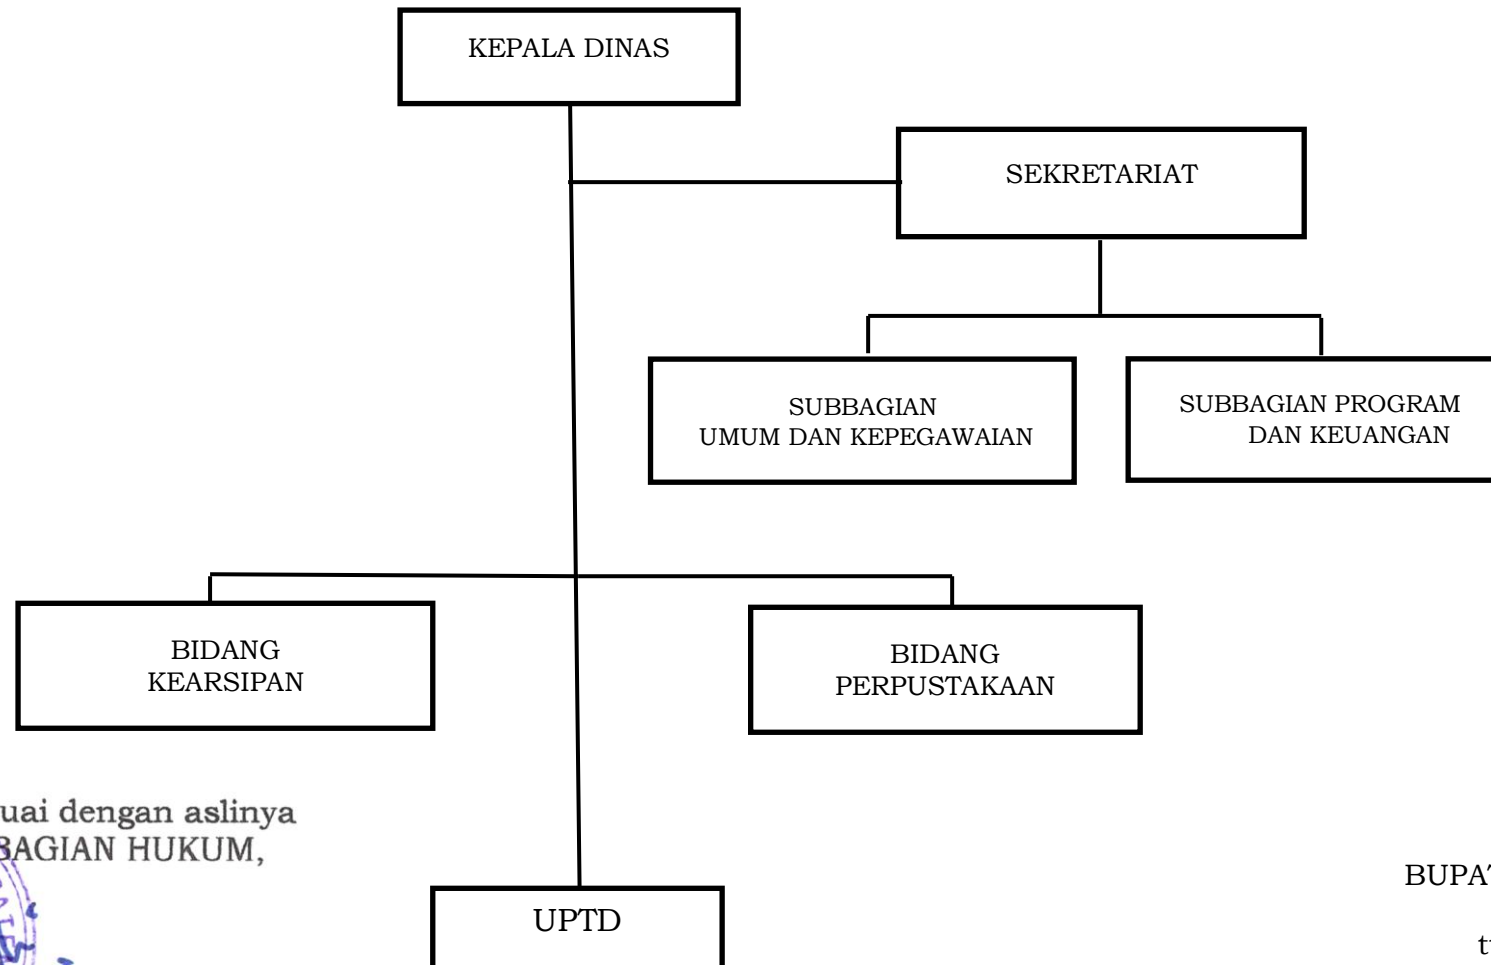 KEPALA DINAS
SEKRETARIAT
SUBBAGIAN
UMUM DAN KEPEGAWAIAN
SUBBAGIAN PROGRAM
DAN KEUANGAN
BIDANG
KEARSIPAN
BIDANG
PERPUSTAKAAN
dengan aslinya
BAGIAN HUKUM,
UPTD